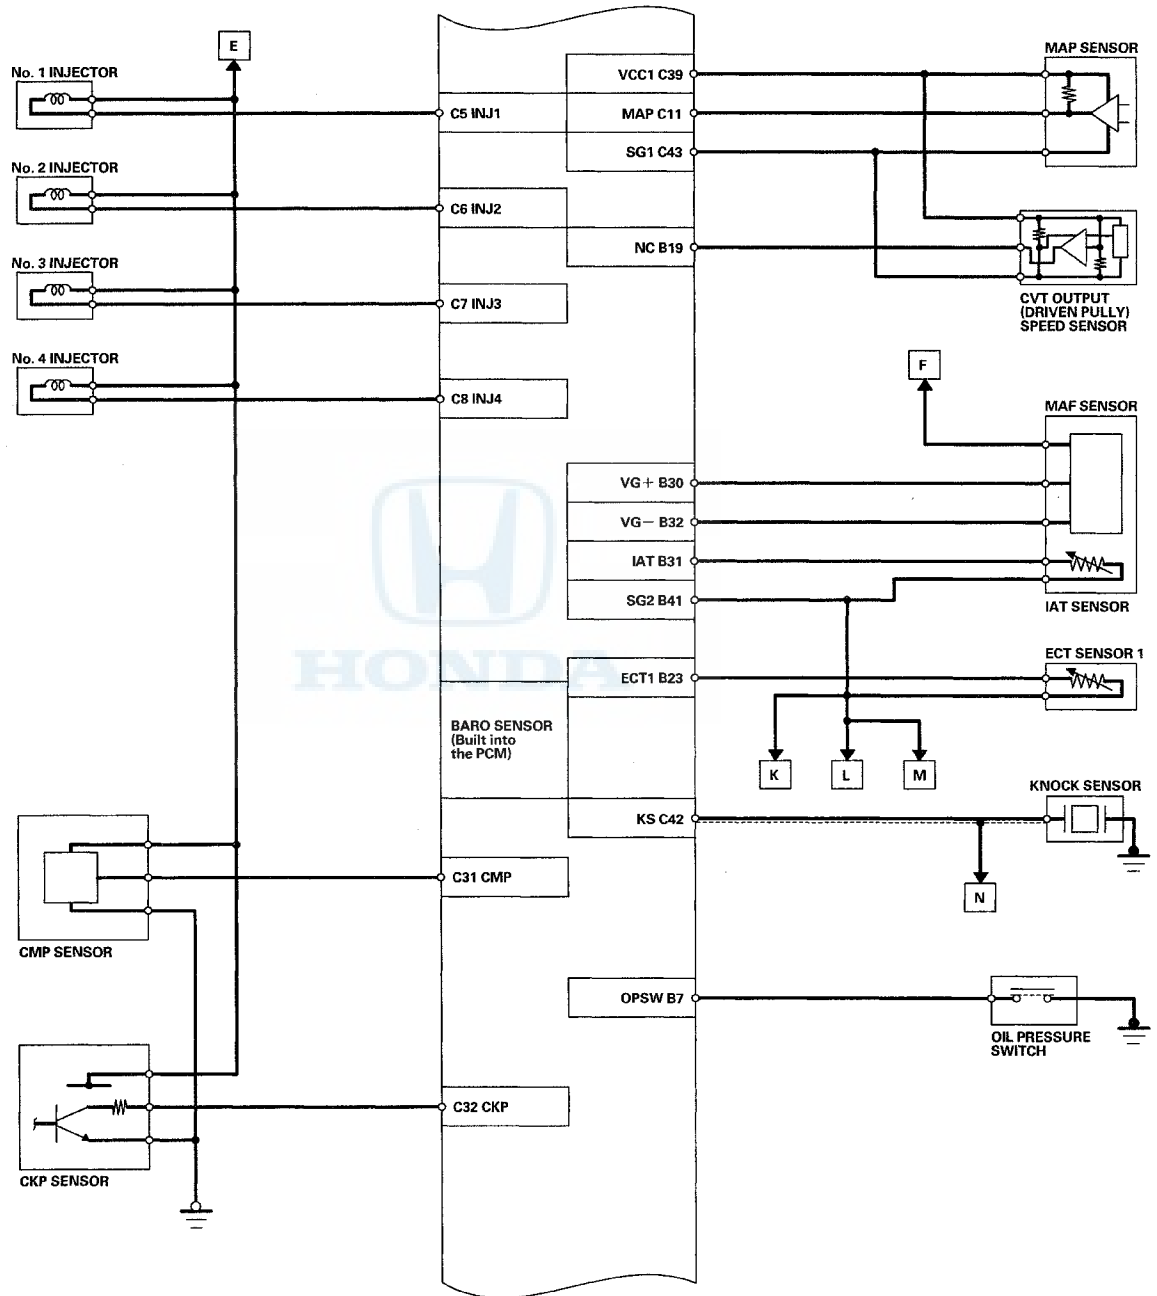 E
No. 1 INJECTOR
C5 INJ1
No. 2 INJECTOR
C6 INJ2
No. 3 INJECTOR
C7 INJ3
No. 4 INJECTOR
C8 INJ4
VCC1 C39
MAP C11
SG1 C43
MAP SENSOR
NC B19
CVT OUTPUT
(DRIVEN PULLY)
SPEED SENSOR
F
MAF SENSOR
VG+ B30
VG− B32
IAT B31
SG2 B41
IAT SENSOR
HONDA
ECT1 B23
ECT SENSOR 1
BARO SENSOR
(Built into
the PCM)
K
L
M
KS C42
KNOCK SENSOR
N
C31 CMP
CMP SENSOR
OPSW B7
OIL PRESSURE
SWITCH
C32 CKP
CKP SENSOR